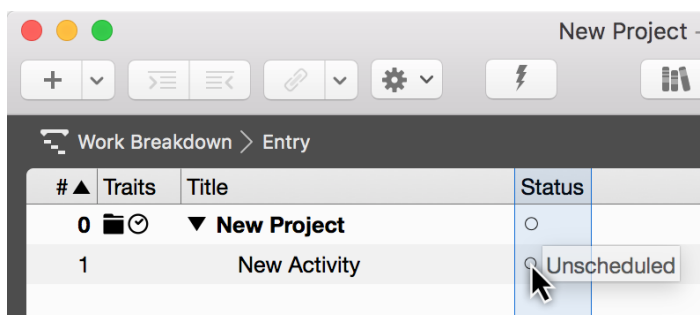 New Project -
Work Breakdown > Entry
# ▲ Traits Title Status
0 ▼ New Project
1 New Activity
Unscheduled